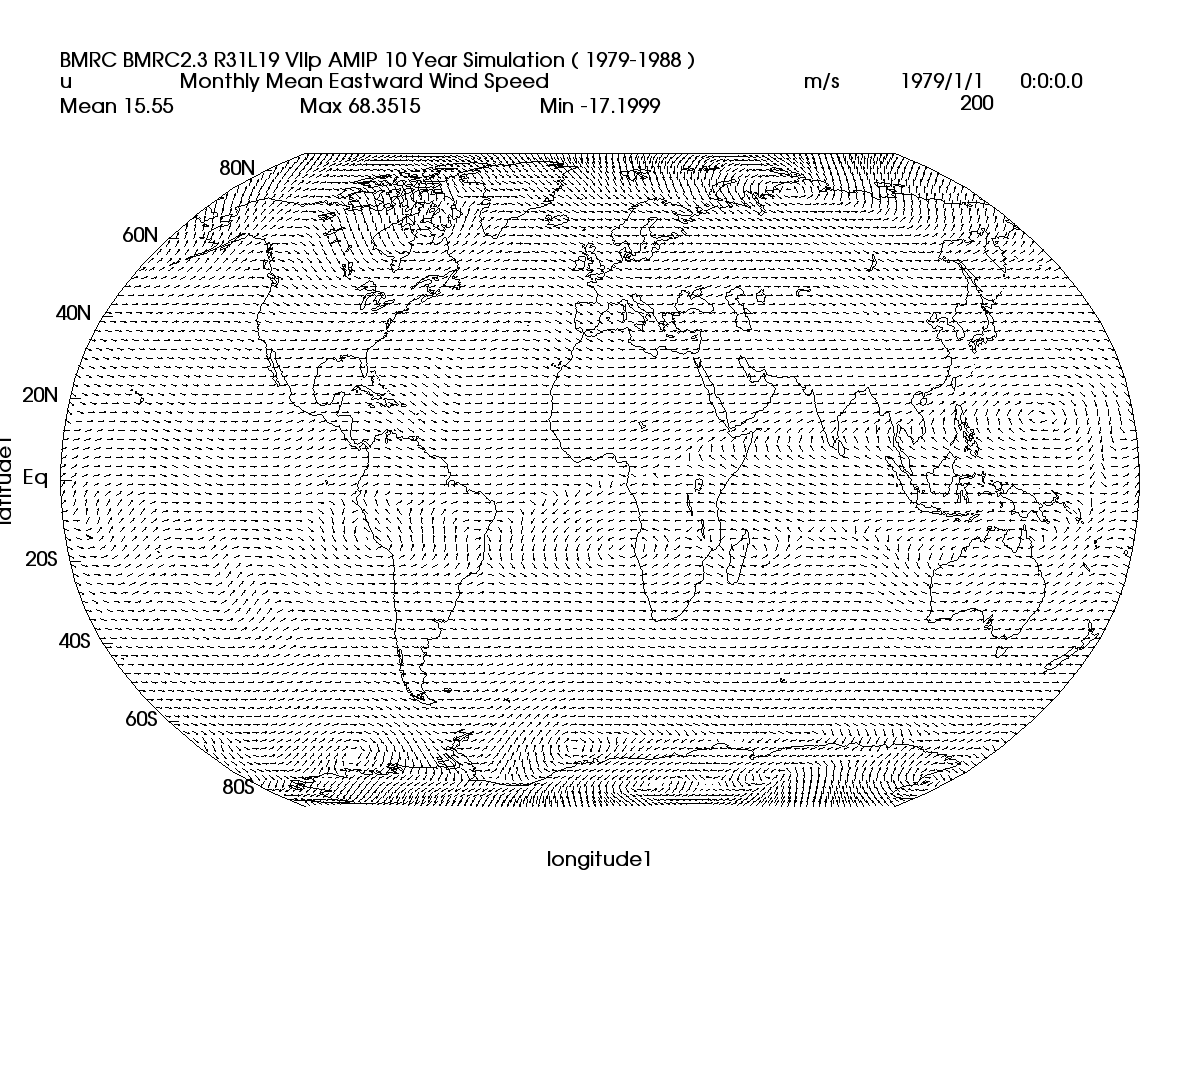 BMRC BMRC2.3 R31L19 VIIp AMIP 10 Year Simulation ( 1979-1988 )
u Monthly Mean Eastward Wind Speed m/s 1979/1/1 0:0:0.0
Mean 15.55 Max 68.3515 Min -17.1999 200
80N
60N
40N
20N
Eq
20S
40S
60S
80S
latitude1
longitude1